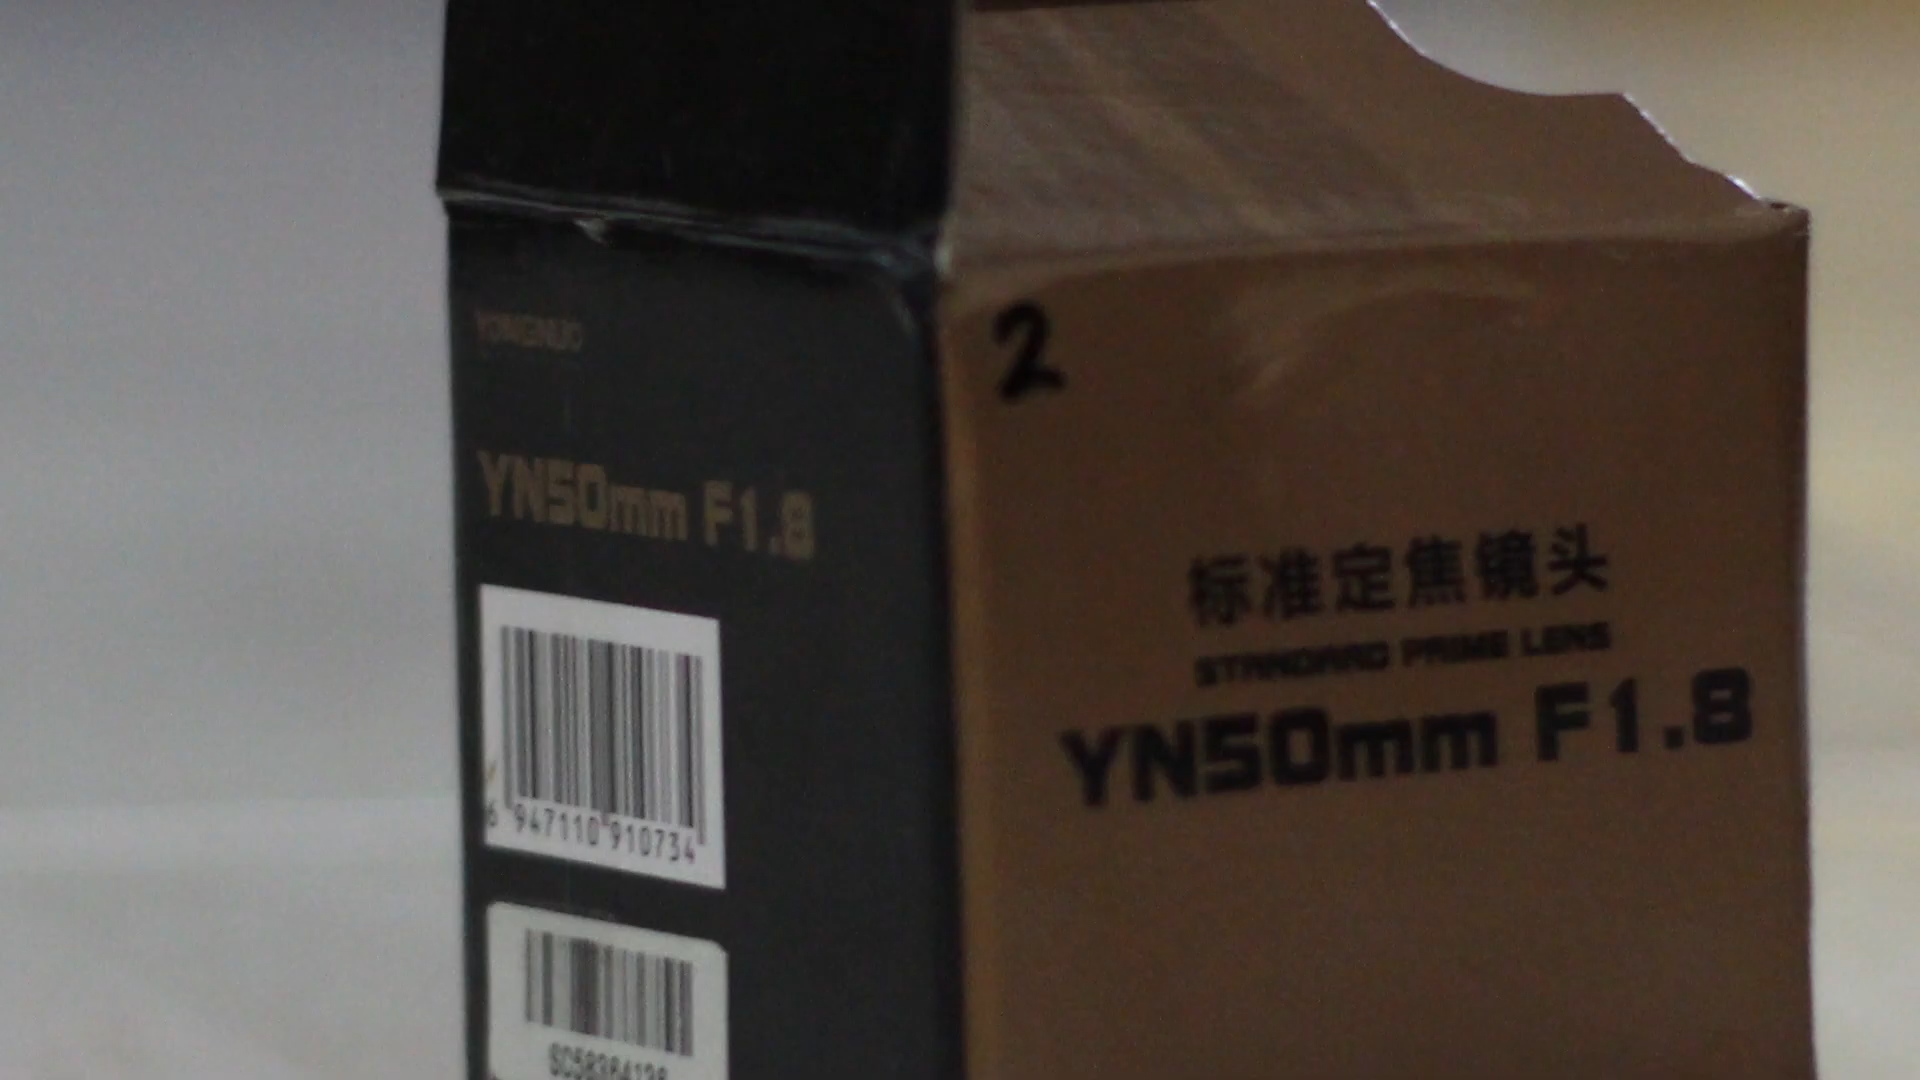 YONGNUO
YN50mm F1.8
6 947110 910734
2
标准定焦镜头
STANDARD PRIME LENS
YN50mm F1.8